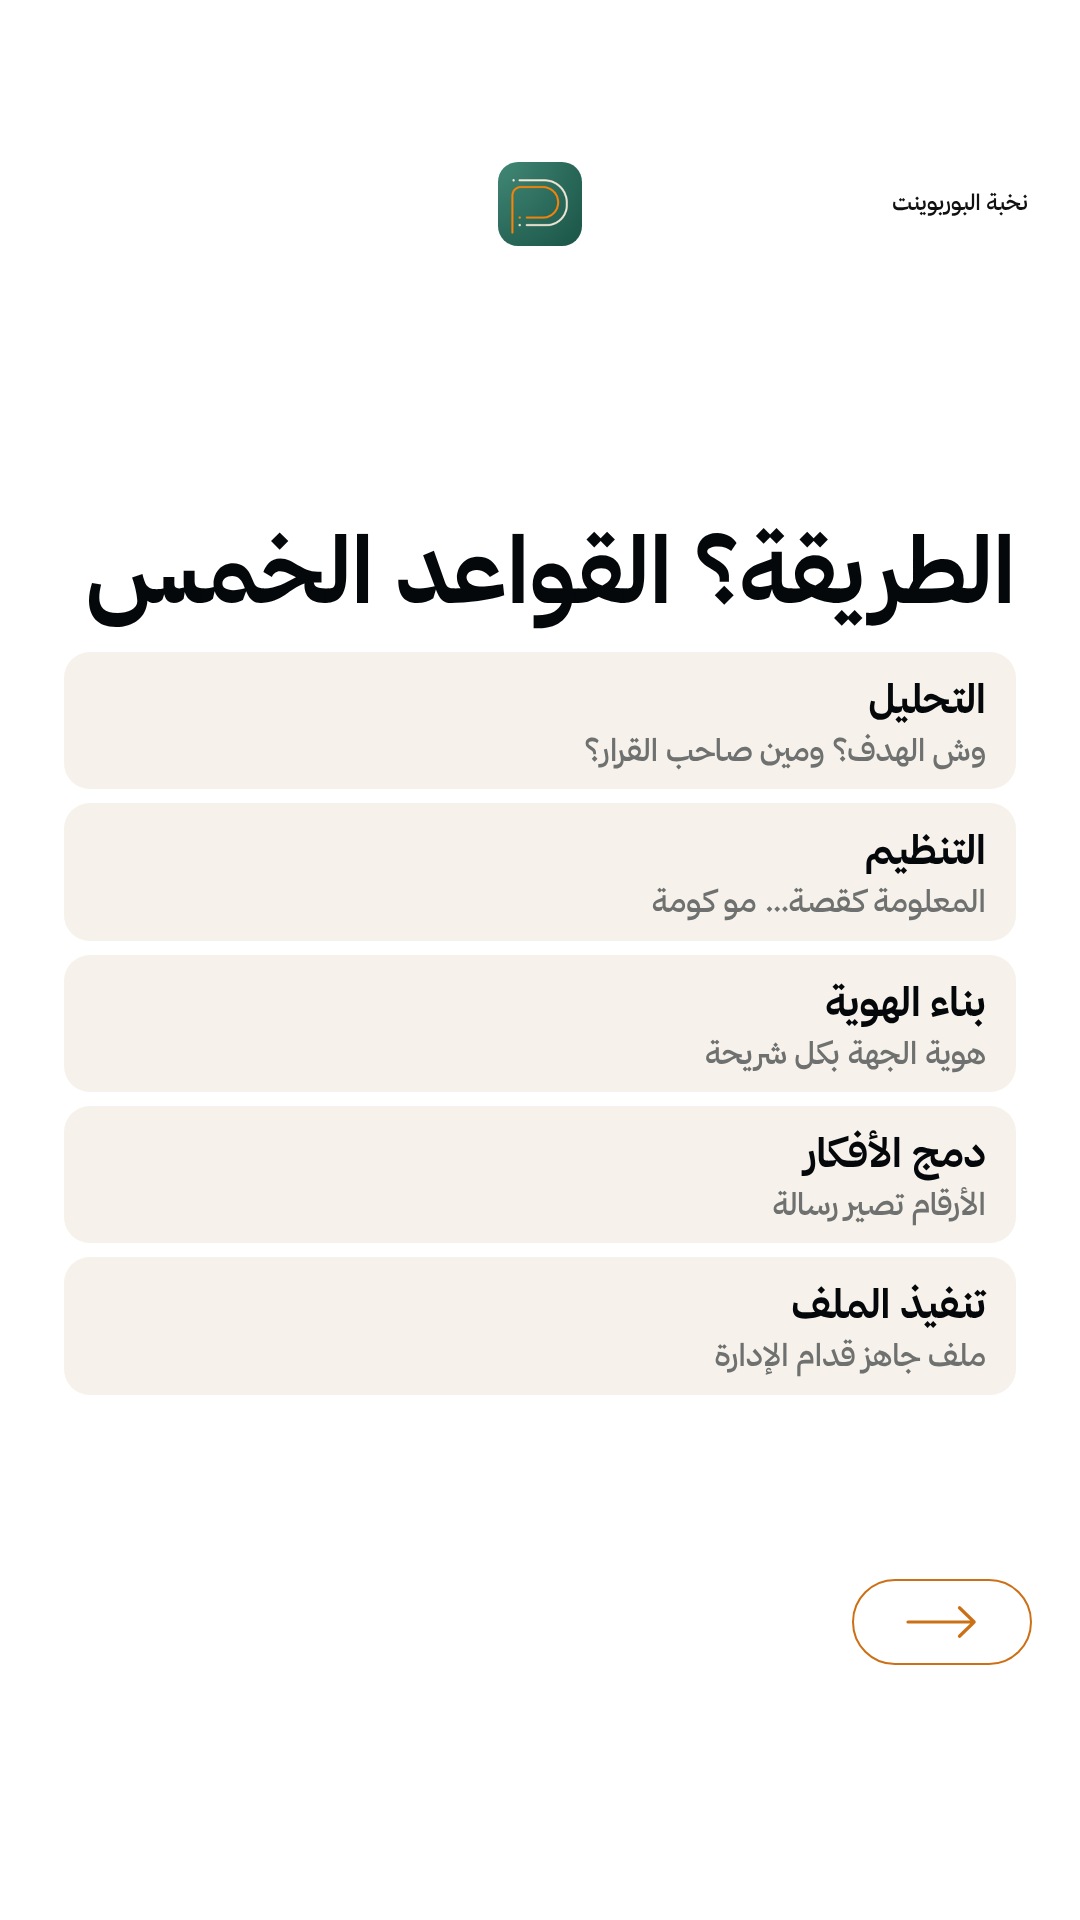 نخبة البوربوينت
الطريقة؟ القواعد الخمس
التحليل
وش الهدف؟ ومين صاحب القرار؟
التنظيم
المعلومة كقصة... مو كومة
بناء الهوية
هوية الجهة بكل شريحة
دمج الأفكار
الأرقام تصير رسالة
تنفيذ الملف
ملف جاهز قدام الإدارة